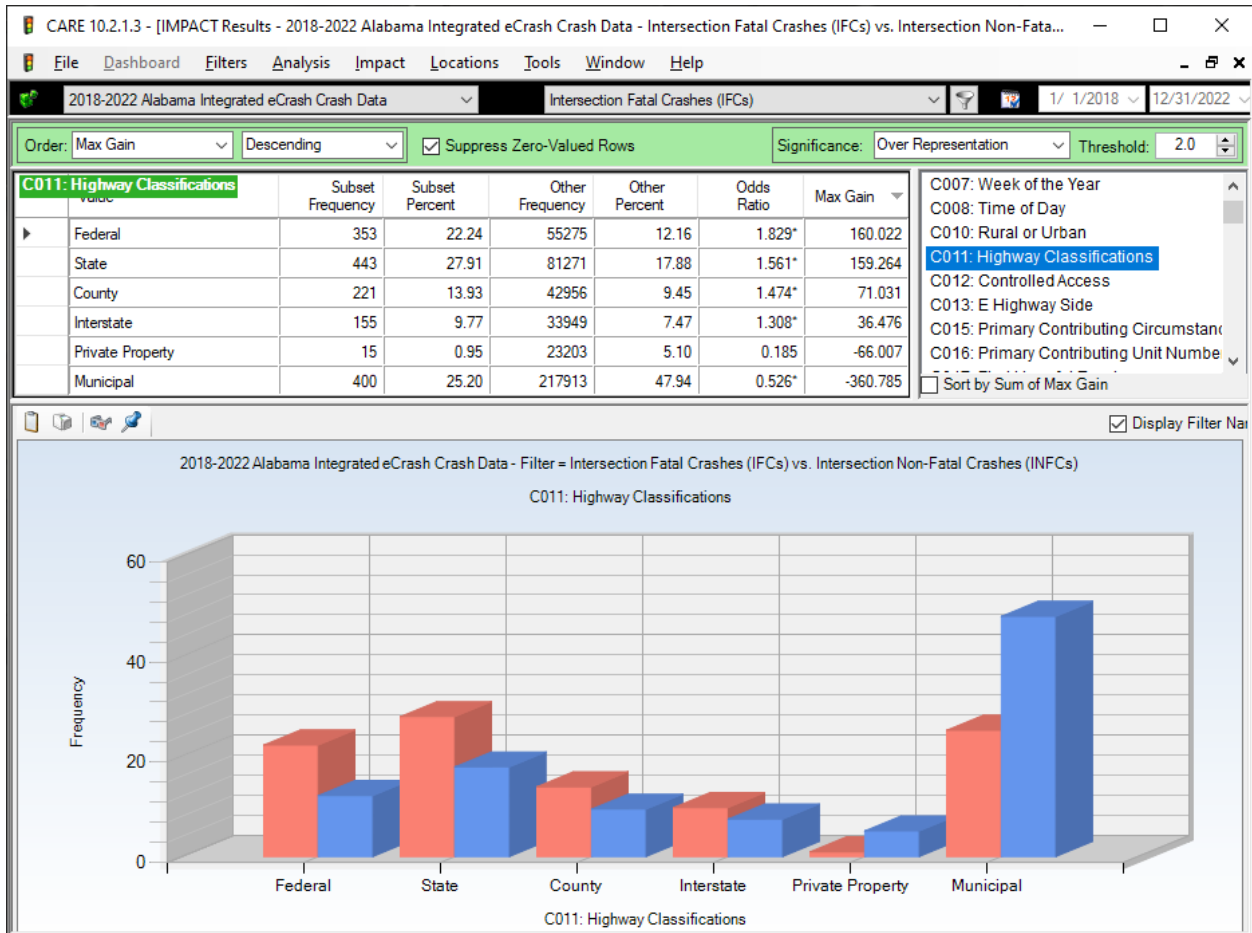 CARE 10.2.1.3 - [IMPACT Results - 2018-2022 Alabama Integrated eCrash Crash Data - Intersection Fatal Crashes (IFCs) vs. Intersection Non-Fata...
File Dashboard Filters Analysis Impact Locations Tools Window Help
2018-2022 Alabama Integrated eCrash Crash Data Intersection Fatal Crashes (IFCs) 1/ 1/2018 12/31/2022
Order: Max Gain Descending Suppress Zero-Valued Rows Significance: Over Representation Threshold: 2.0
C011: Highway Classifications Subset Frequency Subset Percent Other Frequency Other Percent Odds Ratio Max Gain
Federal 353 22.24 55275 12.16 1.829* 160.022
State 443 27.91 81271 17.88 1.561* 159.264
County 221 13.93 42956 9.45 1.474* 71.031
Interstate 155 9.77 33949 7.47 1.308* 36.476
Private Property 15 0.95 23203 5.10 0.185 -66.007
Municipal 400 25.20 217913 47.94 0.526* -360.785
C007: Week of the Year
C008: Time of Day
C010: Rural or Urban
C011: Highway Classifications
C012: Controlled Access
C013: E Highway Side
C015: Primary Contributing Circumstanc
C016: Primary Contributing Unit Numbe
Sort by Sum of Max Gain
Display Filter Nar
2018-2022 Alabama Integrated eCrash Crash Data - Filter = Intersection Fatal Crashes (IFCs) vs. Intersection Non-Fatal Crashes (INFCs)
C011: Highway Classifications
60
40
20
0
Frequency
Federal State County Interstate Private Property Municipal
C011: Highway Classifications